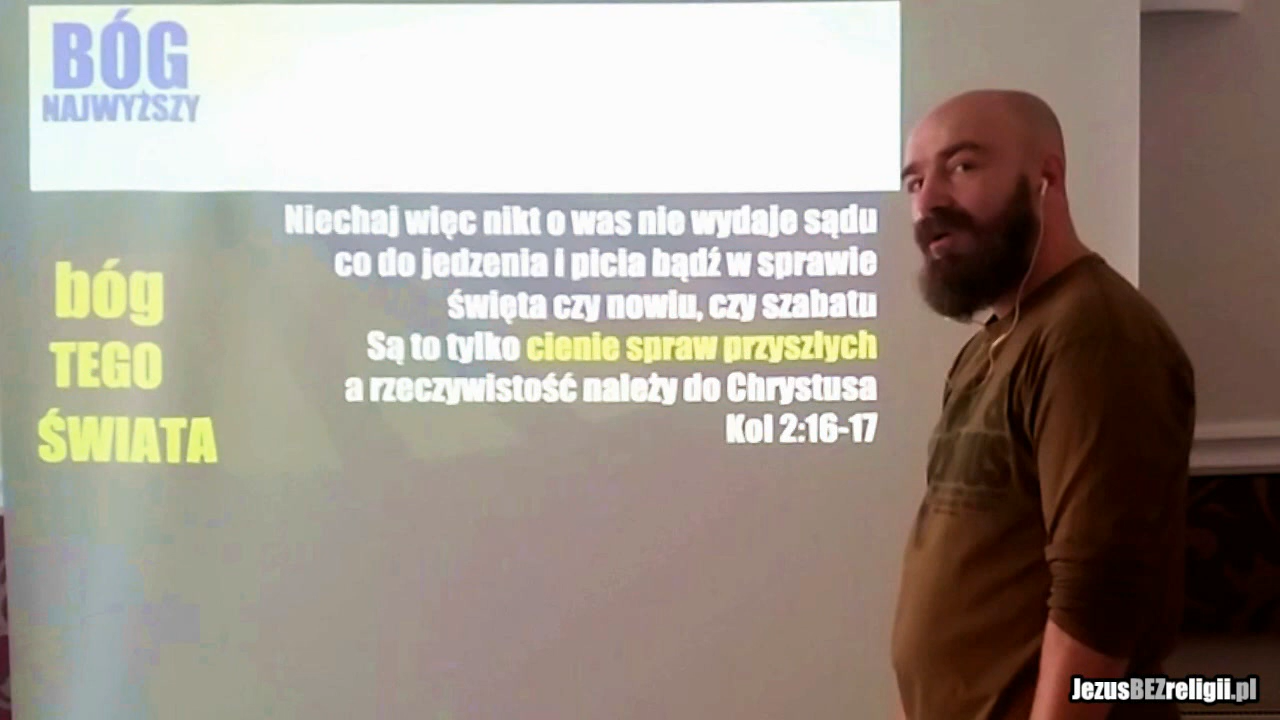 BÓG
NAJWYŻSZY
Niechaj więc nikt o was nie wydaje sądu
co do jedzenia i picia bądź w sprawie
święta czy nowiu, czy szabatu
Są to tylko cienie spraw przyszłych
a rzeczywistość należy do Chrystusa
Kol 2:16-17
bóg
TEGO
ŚWIATA
JezusBEZreligii.pl